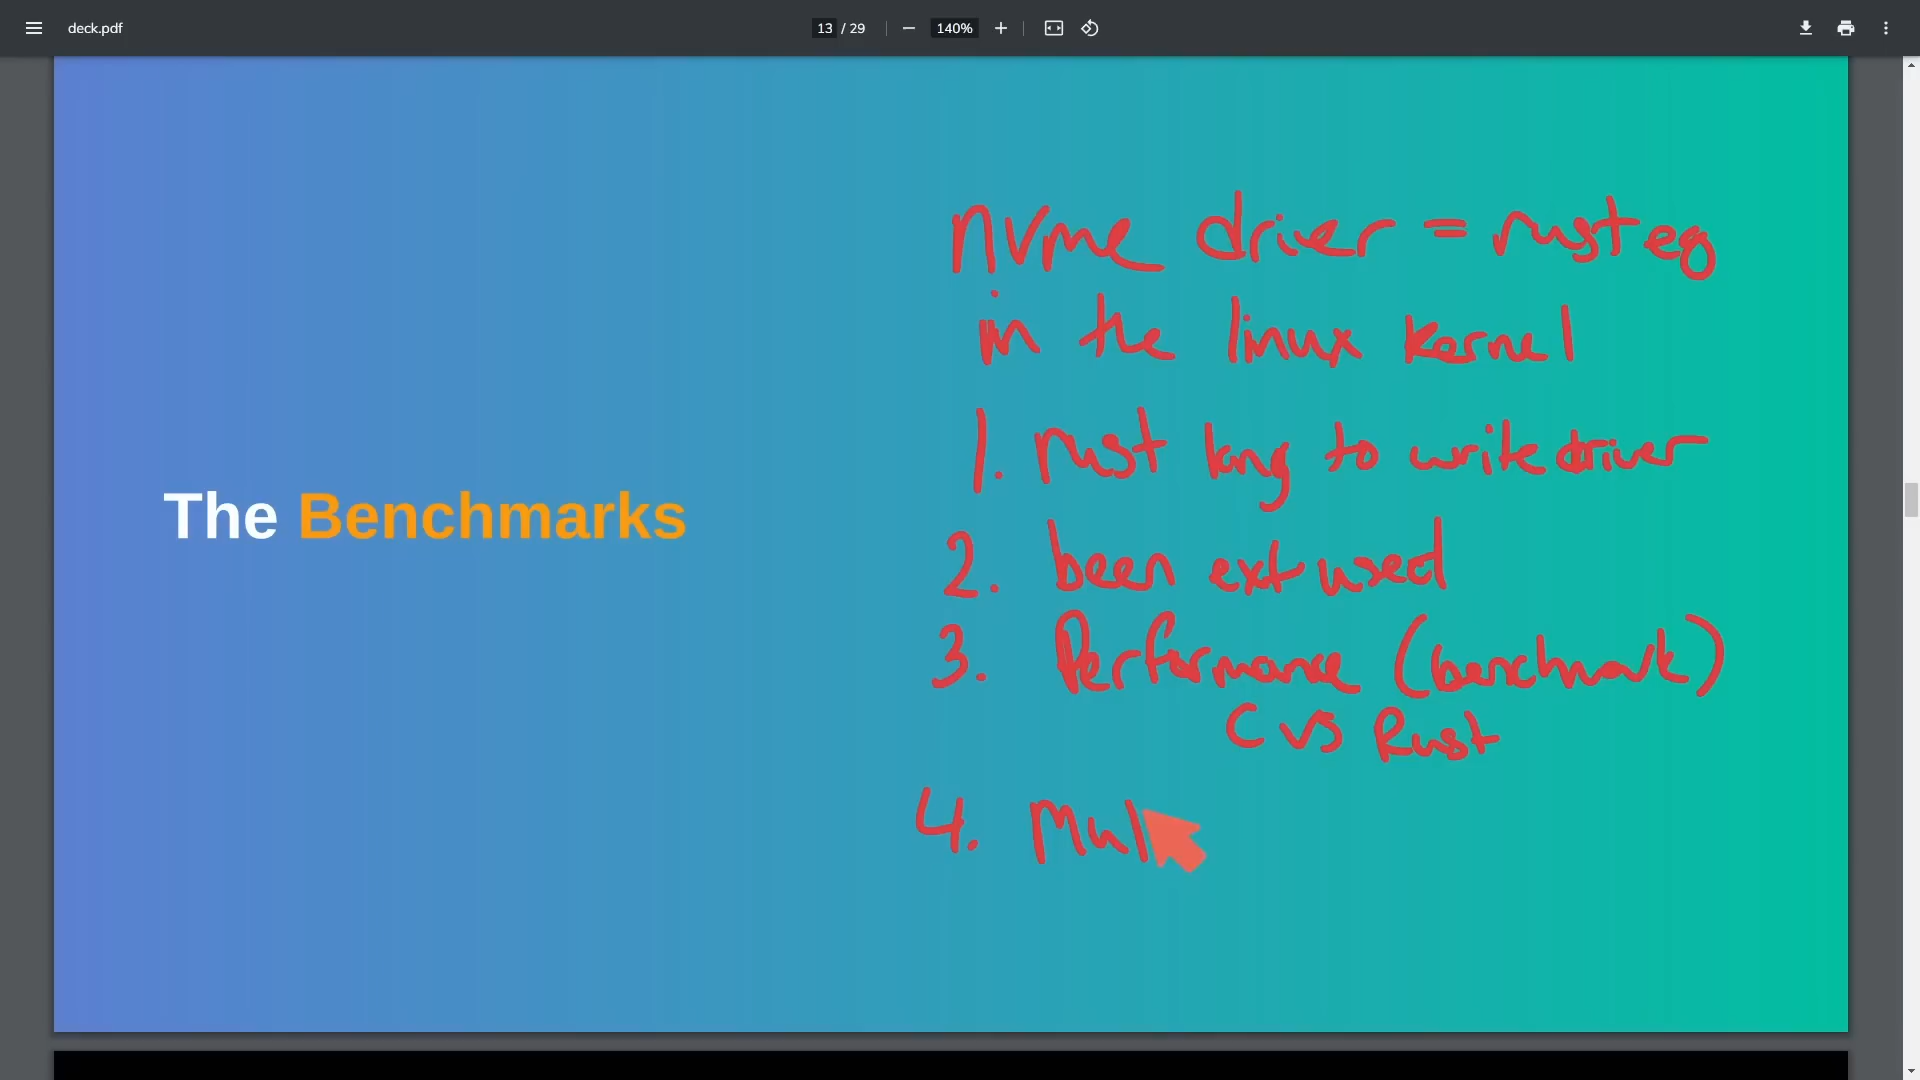 deck.pdf
13 / 29
140%
The Benchmarks
nvme driver = rust eg
in the linux kernel
1. rust lang to write driver
2. been ext used
3. Performance (benchmark)
C vs Rust
4. Mul